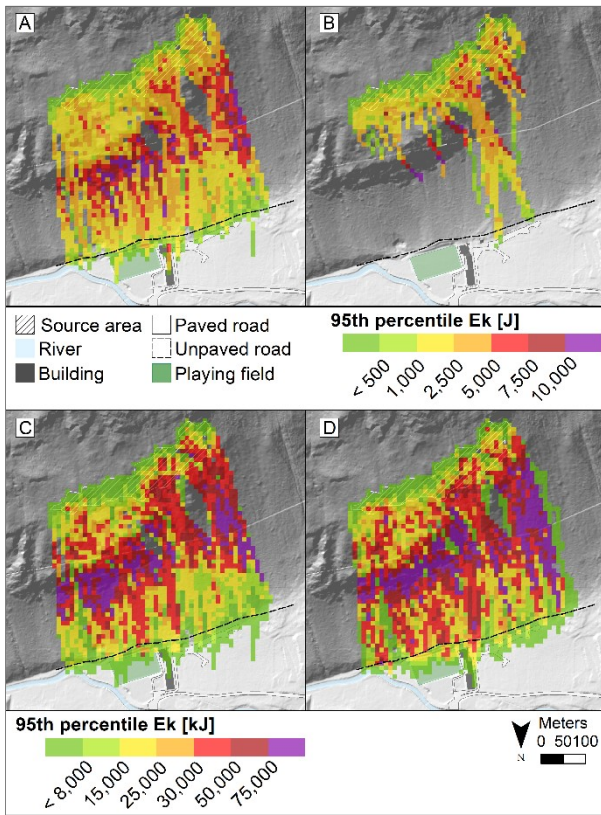 A
B
Source area
Paved road
River
Unpaved road
Building
Playing field
95th percentile Ek [J]
< 500
1,000
2,500
5,000
7,500
10,000
C
D
95th percentile Ek [kJ]
< 8,000
15,000
25,000
30,000
50,000
75,000
Meters
0 50100
N